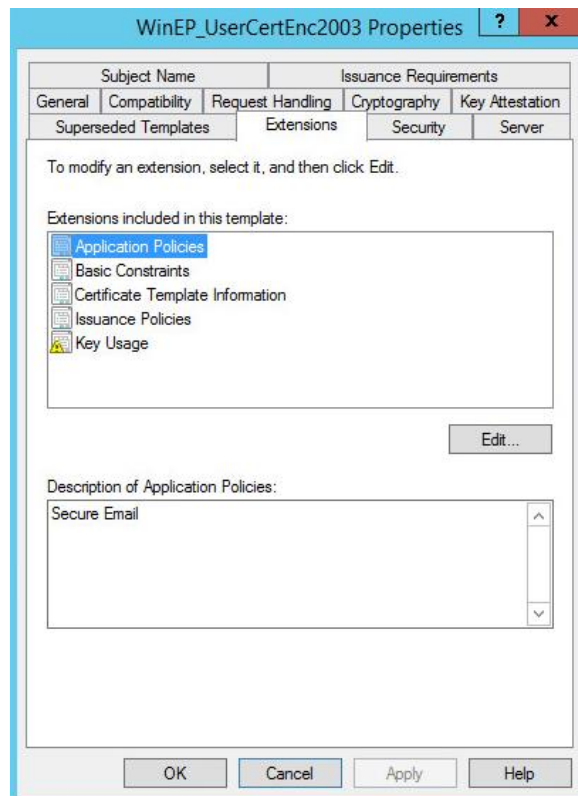 WinEP_UserCertEnc2003 Properties ? x
Subject Name Issuance Requirements
General Compatibility Request Handling Cryptography Key Attestation
Superseded Templates Extensions Security Server
To modify an extension, select it, and then click Edit.
Extensions included in this template:
Application Policies
Basic Constraints
Certificate Template Information
Issuance Policies
Key Usage
Edit...
Description of Application Policies:
Secure Email
OK Cancel Apply Help